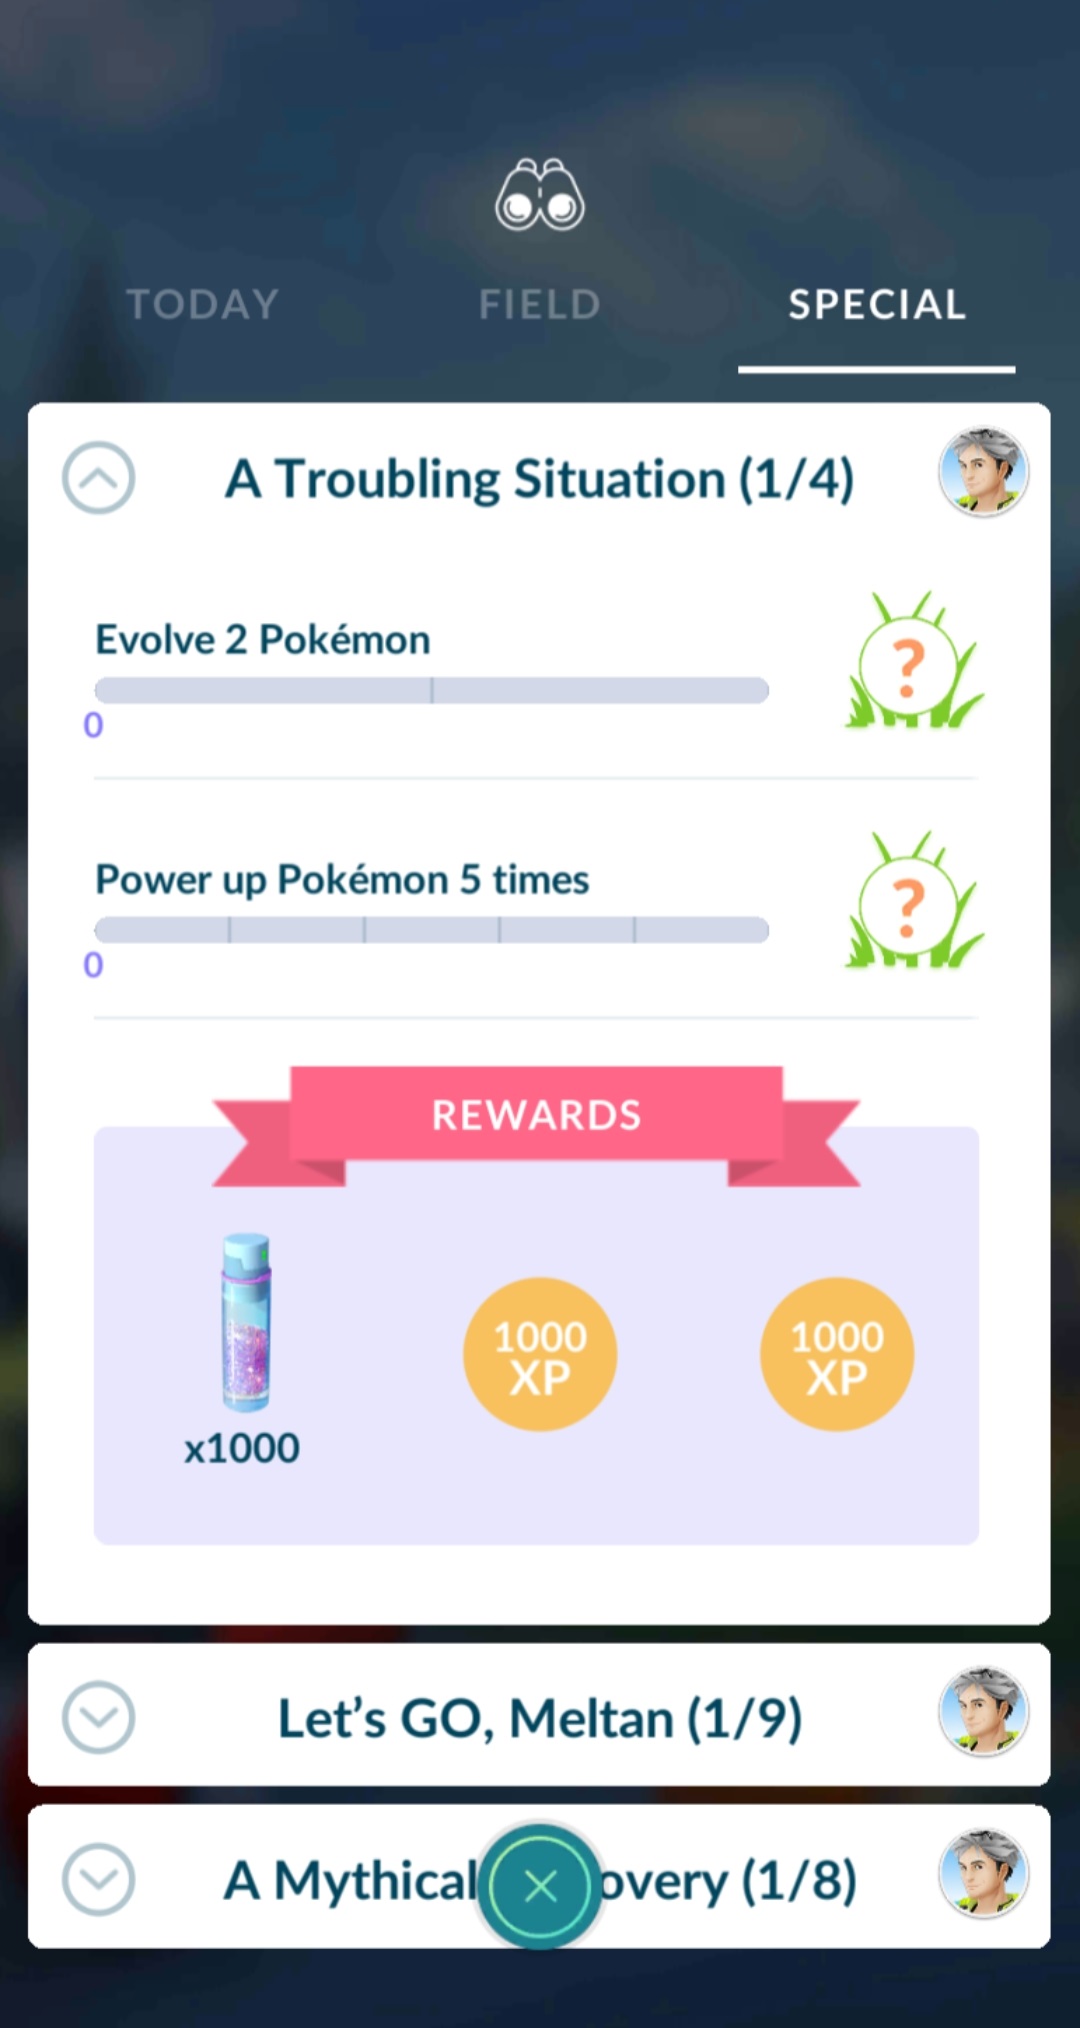 TODAY
FIELD
SPECIAL
A Troubling Situation (1/4)
Evolve 2 Pokémon
?
0
Power up Pokémon 5 times
?
0
REWARDS
1000
XP
1000
XP
x1000
Let’s GO, Meltan (1/9)
A Mythical overy (1/8)